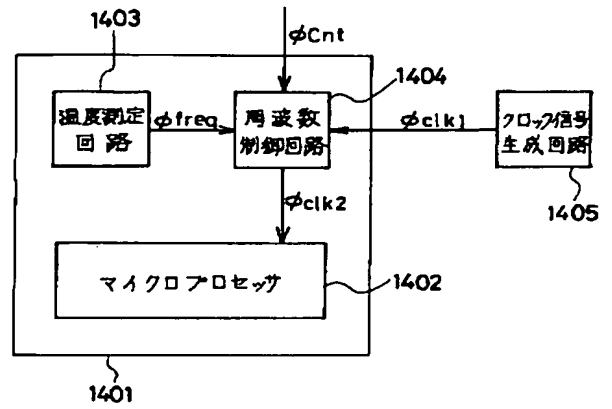 1403
φCnt
1404
温度測定
回路
φfreq
周波数
制御回路
φclk1
クロック信号
生成回路
1405
φclk2
マイクロプロセッサ
1402
1401